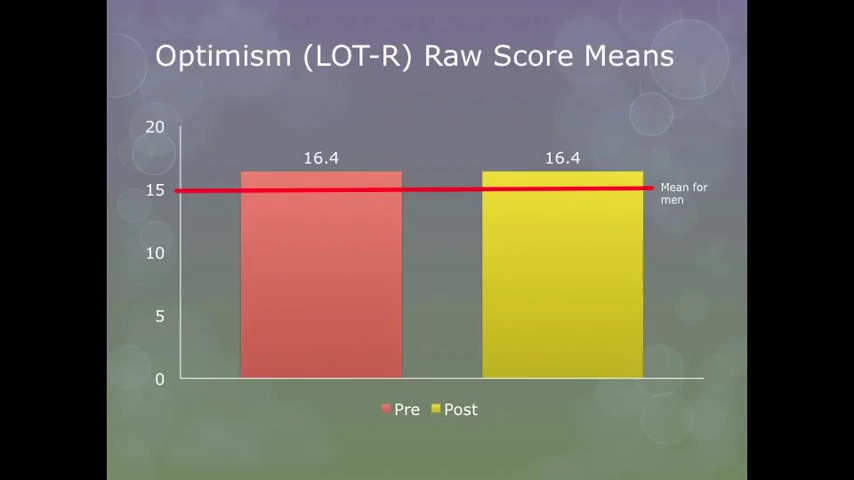 Optimism (LOT-R) Raw Score Means
20
16.4
16.4
15
Mean for
men
10
5
0
Pre
Post